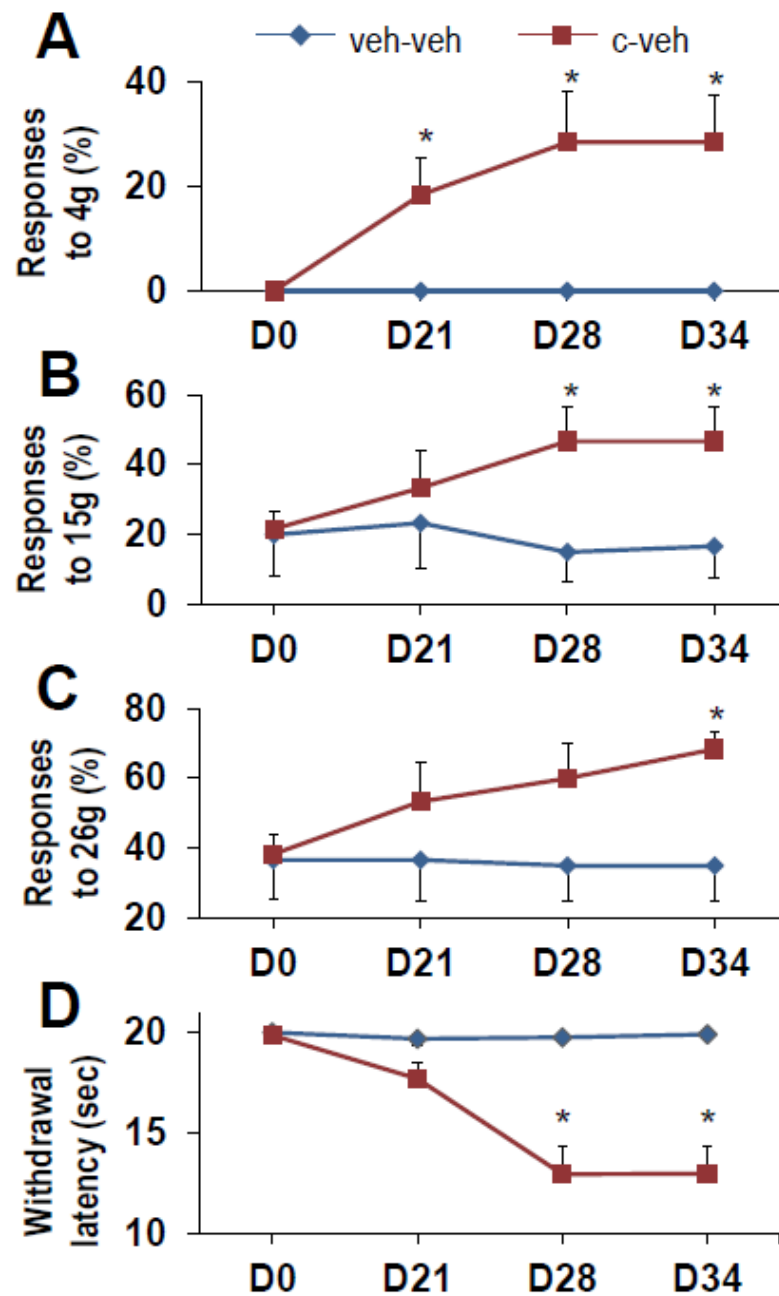 A
veh-veh
c-veh
Responses
to 4g (%)
40
20
0
*
*
*
D0 D21 D28 D34
B
Responses
to 15g (%)
60
40
20
0
*
*
D0 D21 D28 D34
C
Responses
to 26g (%)
80
60
40
20
*
D0 D21 D28 D34
D
Withdrawal
latency (sec)
20
15
10
*
*
D0 D21 D28 D34